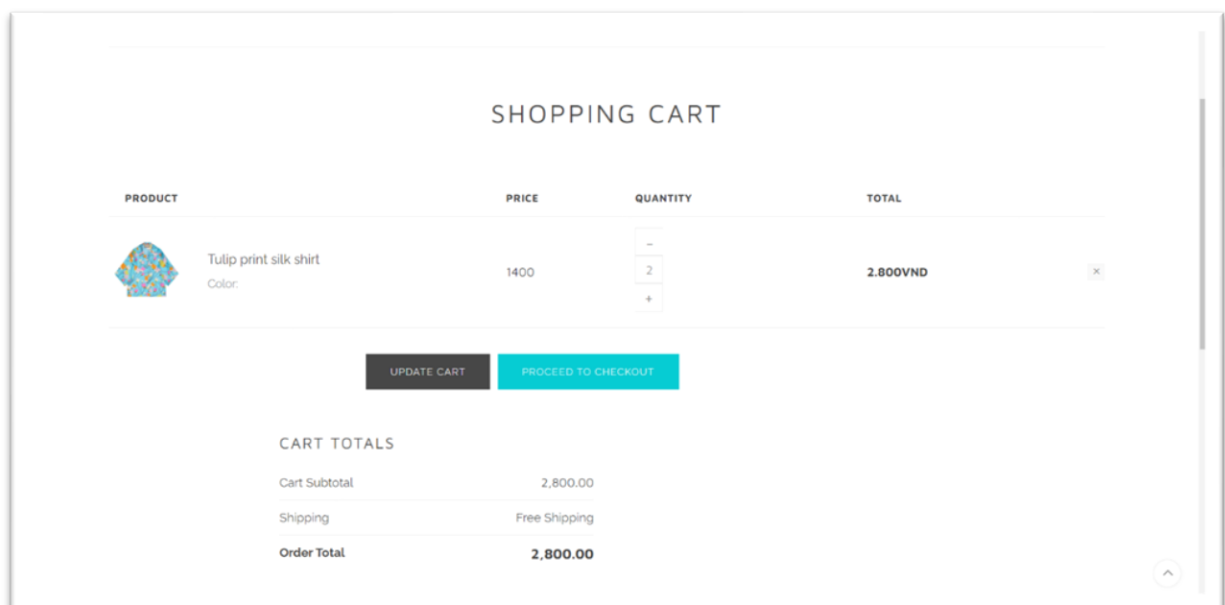 SHOPPING CART
PRODUCT PRICE QUANTITY TOTAL
-
Tulip print silk shirt
Color:
1400
2
2.800VND
×
+
UPDATE CART PROCEED TO CHECKOUT
CART TOTALS
Cart Subtotal 2,800.00
Shipping Free Shipping
Order Total 2,800.00